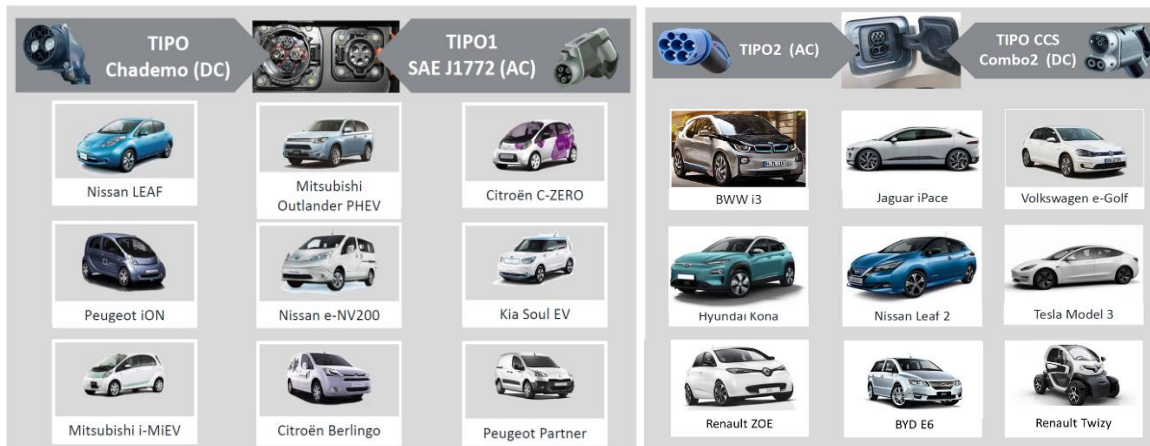 TIPO
Chademo (DC)
TIPO1
SAE J1772 (AC)
Nissan LEAF
Mitsubishi
Outlander PHEV
Citroën C-ZERO
Peugeot iON
Nissan e-NV200
Kia Soul EV
Mitsubishi i-MiEV
Citroën Berlingo
Peugeot Partner
TIPO2 (AC)
TIPO CCS
Combo2 (DC)
BWW i3
Jaguar iPace
Volkswagen e-Golf
Hyundai Kona
Nissan Leaf 2
Tesla Model 3
Renault ZOE
BYD E6
Renault Twizy